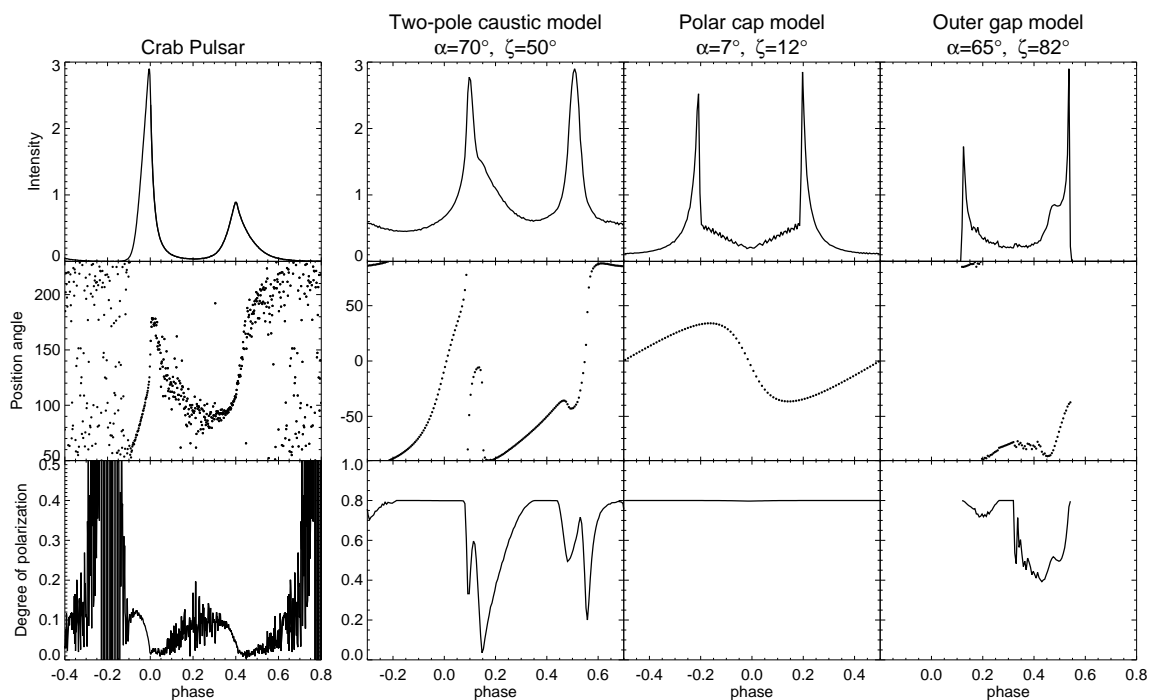 Crab Pulsar
Two-pole caustic model
α=70°, ζ=50°
Polar cap model
α=7°, ζ=12°
Outer gap model
α=65°, ζ=82°
Intensity
3
2
1
0
3
2
1
0
Position angle
200
150
100
50
50
0
-50
Degree of polarization
0.5
0.4
0.3
0.2
0.1
0.0
1.0
0.8
0.6
0.4
0.2
0.0
-0.4 -0.2 0.0 0.2 0.4 0.6 0.8
phase
-0.2 0.0 0.2 0.4 0.6
phase
-0.4 -0.2 0.0 0.2 0.4
phase
0.0 0.2 0.4 0.6 0.8
phase